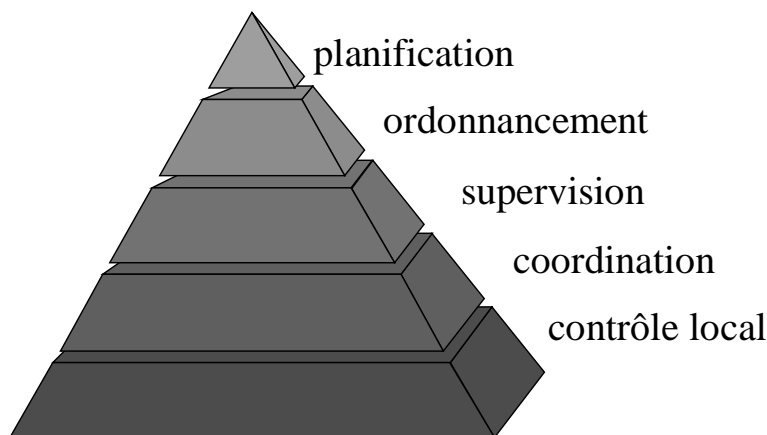 planification
ordonnancement
supervision
coordination
contrôle local